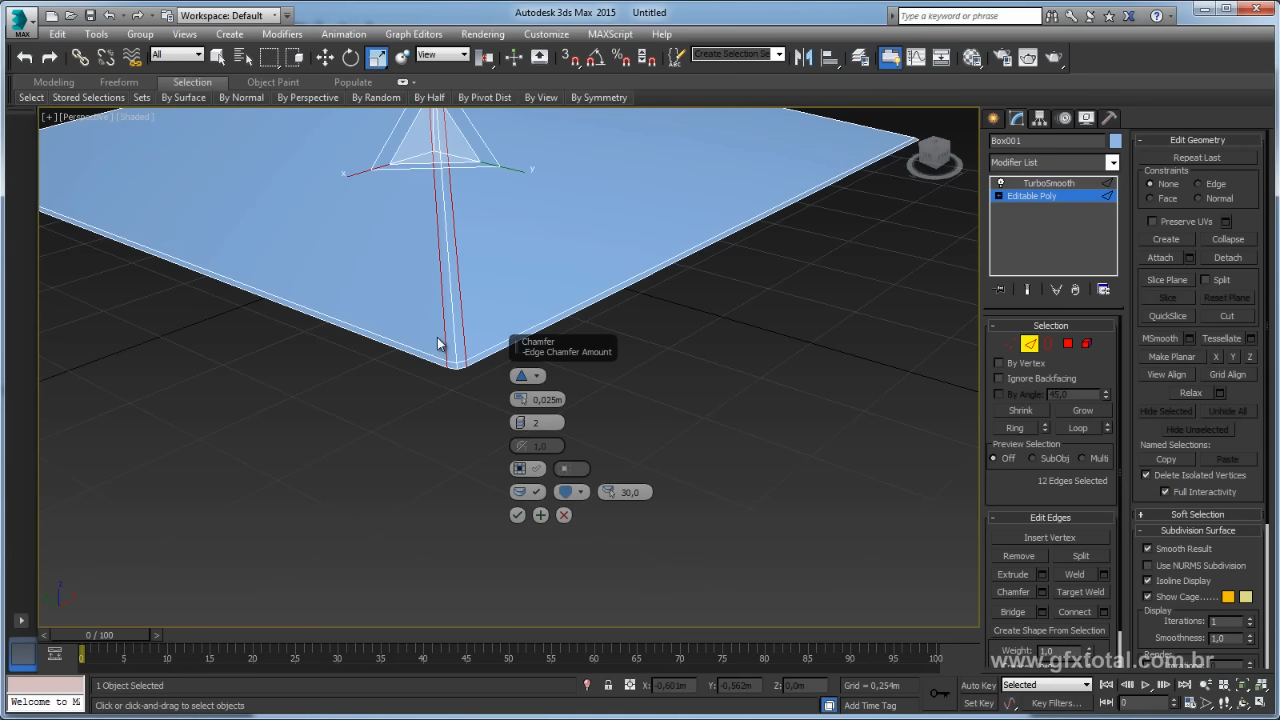 MAX
Workspace: Default
Autodesk 3ds Max 2015 Untitled
Type a keyword or phrase
Edit Tools Group Views Create Modifiers Animation Graph Editors Rendering Customize MAXScript Help
All
View
Create Selection Se
Modeling Freeform Selection Object Paint Populate
Select Stored Selections Sets By Surface By Normal By Perspective By Random By Half By Pivot Dist By View By Symmetry
[+][Perspective][Shaded]
x
y
Chamfer
-Edge Chamfer Amount
0,025m
2
1,0
30,0
z
Box001
Modifier List
TurboSmooth
Editable Poly
Selection
By Vertex
Ignore Backfacing
By Angle: 45,0
Shrink Grow
Ring Loop
Preview Selection
Off SubObj Multi
12 Edges Selected
Edit Edges
Insert Vertex
Remove Split
Extrude Weld
Chamfer Target Weld
Bridge Connect
Create Shape From Selection
Weight: 1,0
Edit Geometry
Repeat Last
Constraints
None Edge
Face Normal
Preserve UVs
Create Collapse
Attach Detach
Slice Plane Split
Slice Reset Plane
QuickSlice Cut
MSmooth Tessellate
Make Planar X Y Z
View Align Grid Align
Relax
Hide Selected Unhide All
Hide Unselected
Named Selections:
Copy Paste
Delete Isolated Vertices
Full Interactivity
Soft Selection
Subdivision Surface
Smooth Result
Use NURMS Subdivision
Isoline Display
Show Cage......
Display
Iterations: 1
Smoothness: 1,0
Render
www.gfxtotal.com.br
< 0 / 100 >
0 5 10 15 20 25 30 35 40 45 50 55 60 65 70 75 80 85 90 95 100
1 Object Selected
X: -0,601m Y: -0,562m Z: 0,0m Grid = 0,254m
Auto Key Selected
Welcome to M
Click or click-and-drag to select objects
Add Time Tag
Set Key Key Filters... 0